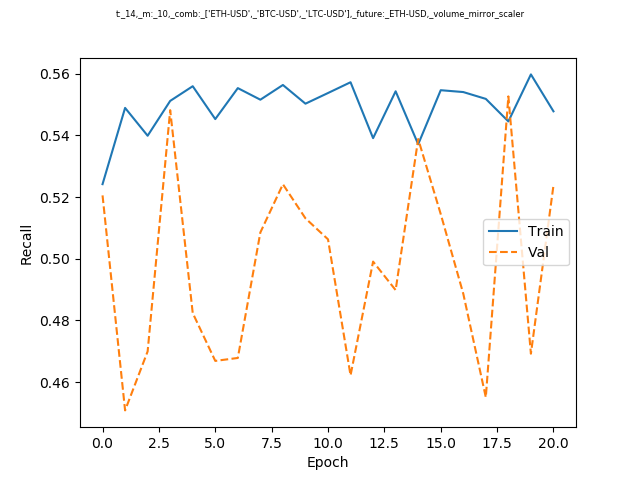 t:_14,_m:_10,_comb:_['ETH-USD',_'BTC-USD',_'LTC-USD'],_future:_ETH-USD,_volume_mirror_scaler
0.56
0.54
0.52
0.50
0.48
0.46
Recall
Train
Val
0.0 2.5 5.0 7.5 10.0 12.5 15.0 17.5 20.0
Epoch